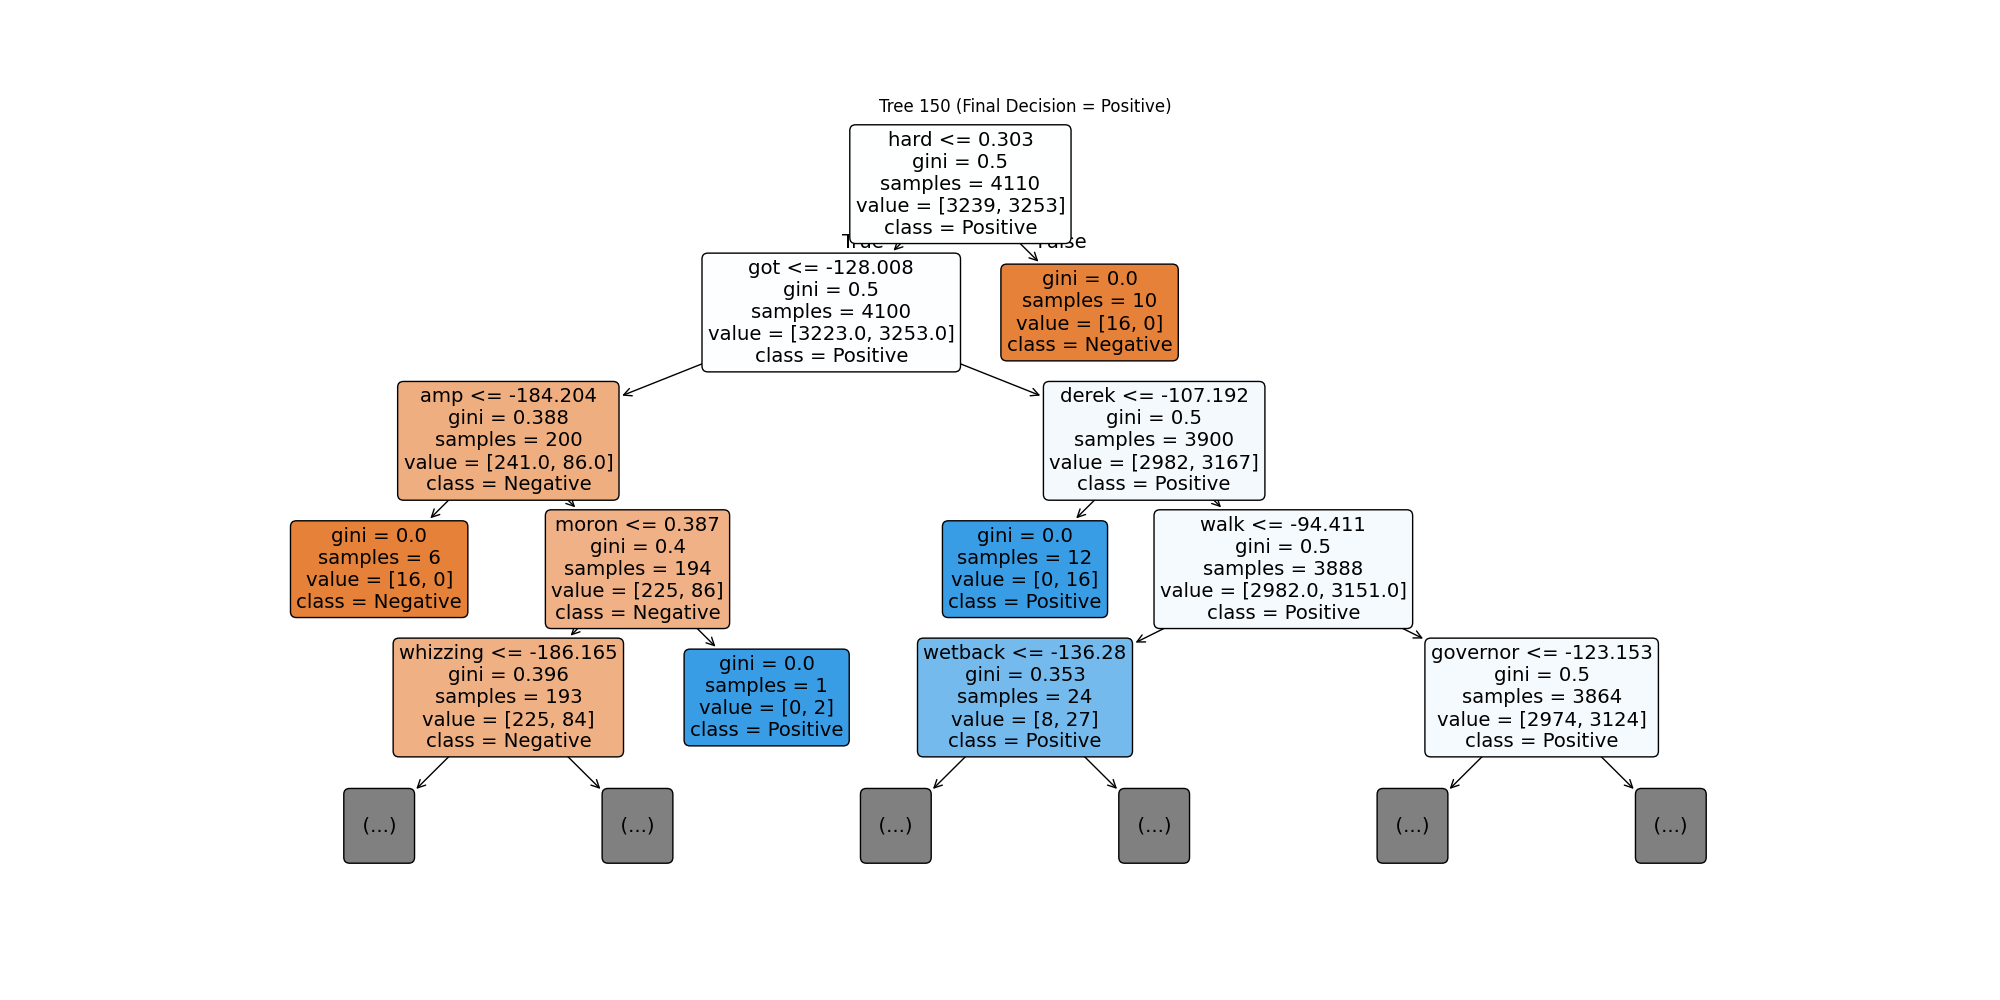 Tree 150 (Final Decision = Positive)
hard <= 0.303
gini = 0.5
samples = 4110
value = [3239, 3253]
class = Positive
True
False
got <= -128.008
gini = 0.5
samples = 4100
value = [3223.0, 3253.0]
class = Positive
gini = 0.0
samples = 10
value = [16, 0]
class = Negative
amp <= -184.204
gini = 0.388
samples = 200
value = [241.0, 86.0]
class = Negative
derek <= -107.192
gini = 0.5
samples = 3900
value = [2982, 3167]
class = Positive
gini = 0.0
samples = 6
value = [16, 0]
class = Negative
moron <= 0.387
gini = 0.4
samples = 194
value = [225, 86]
class = Negative
gini = 0.0
samples = 12
value = [0, 16]
class = Positive
walk <= -94.411
gini = 0.5
samples = 3888
value = [2982.0, 3151.0]
class = Positive
whizzing <= -186.165
gini = 0.396
samples = 193
value = [225, 84]
class = Negative
gini = 0.0
samples = 1
value = [0, 2]
class = Positive
wetback <= -136.28
gini = 0.353
samples = 24
value = [8, 27]
class = Positive
governor <= -123.153
gini = 0.5
samples = 3864
value = [2974, 3124]
class = Positive
(...)
(...)
(...)
(...)
(...)
(...)